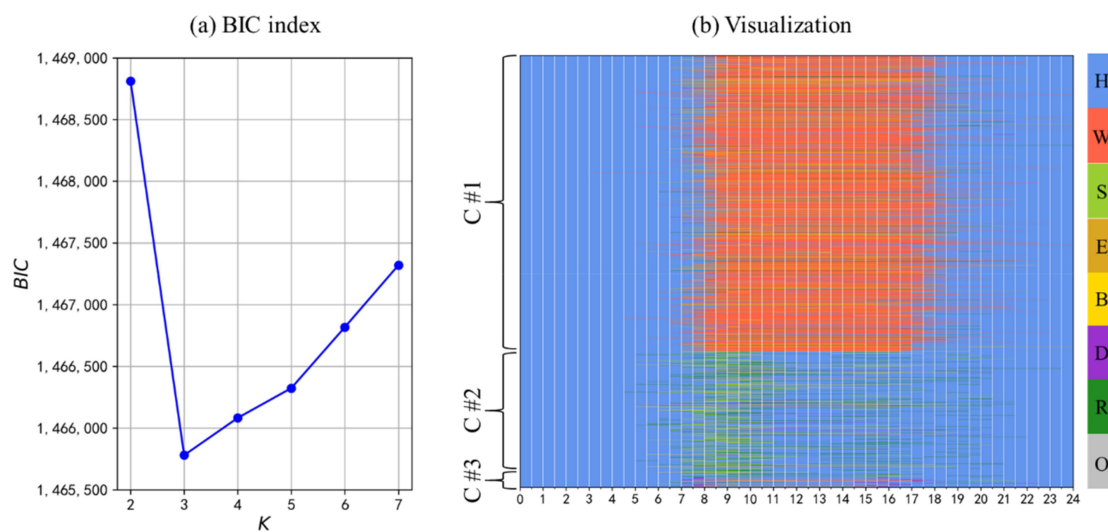 (a) BIC index
(b) Visualization
BIC
1, 469, 000
1, 468, 500
1, 468, 000
1, 467, 500
1, 467, 000
1, 466, 500
1, 466, 000
1, 465, 500
2 3 4 5 6 7
K
C #1
C #2
C #3
0 1 2 3 4 5 6 7 8 9 10 11 12 13 14 15 16 17 18 19 20 21 22 23 24
H
W
S
E
B
D
R
O